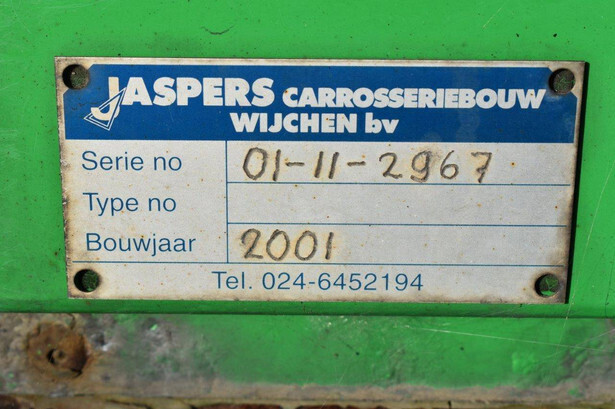 JASPERS CARROSSERIEBOUW
WIJCHEN bv
Serie no 01-11-2967
Type no
Bouwjaar 2001
Tel. 024-6452194